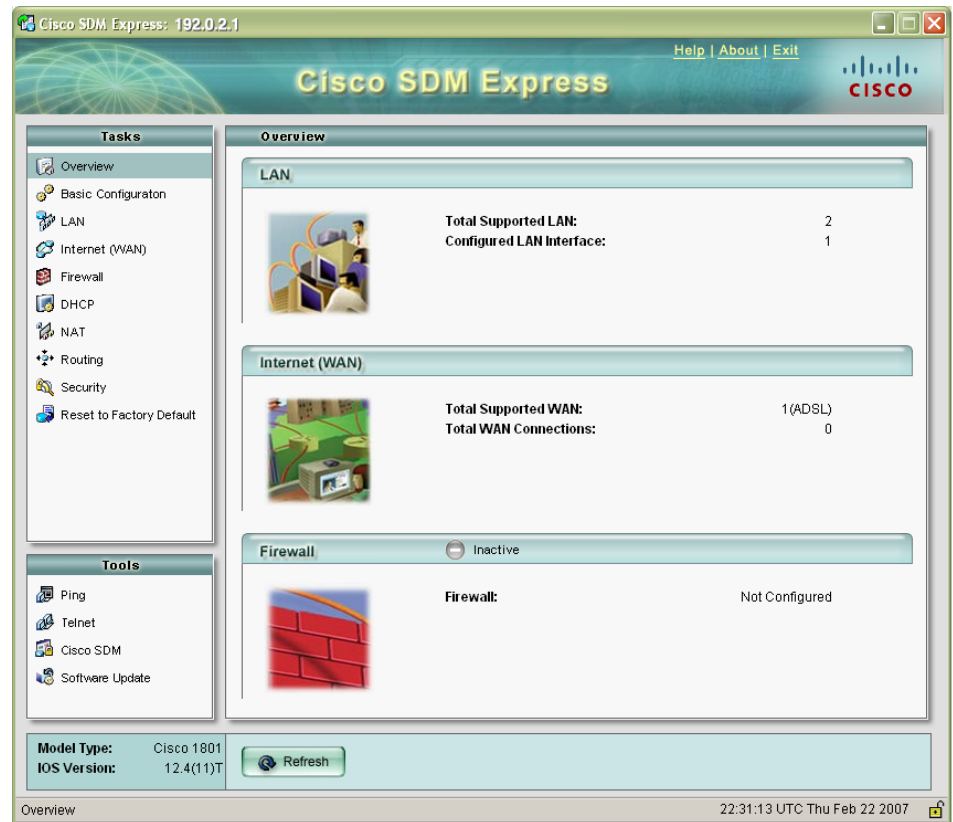 Cisco SDM Express: 192.0.2.1
Help | About | Exit
Cisco SDM Express
CISCO
Tasks
Overview
Basic Configuraton
LAN
Internet (WAN)
Firewall
DHCP
NAT
Routing
Security
Reset to Factory Default
Tools
Ping
Telnet
Cisco SDM
Software Update
Overview
LAN
Total Supported LAN: 2
Configured LAN Interface: 1
Internet (WAN)
Total Supported WAN: 1(ADSL)
Total WAN Connections: 0
Firewall Inactive
Firewall: Not Configured
Model Type: Cisco 1801
IOS Version: 12.4(11)T
Refresh
Overview
22:31:13 UTC Thu Feb 22 2007